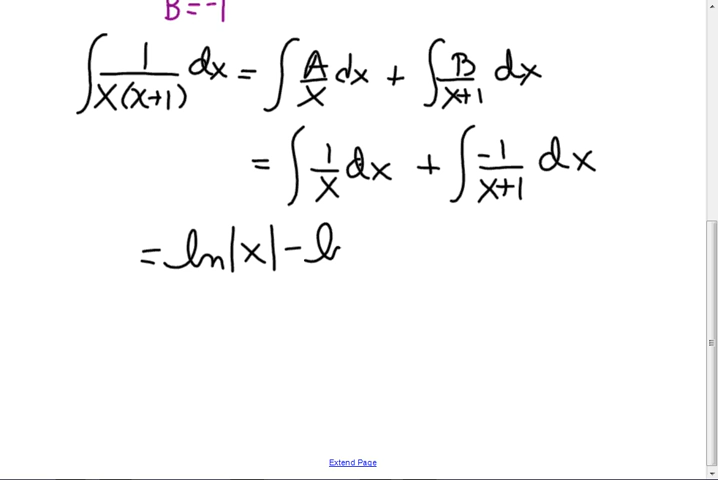 B = -1
∫ 1/(x(x+1)) dx = ∫ A/x dx + ∫ B/(x+1) dx
= ∫ 1/x dx + ∫ -1/(x+1) dx
= ln|x| - l
Extend Page